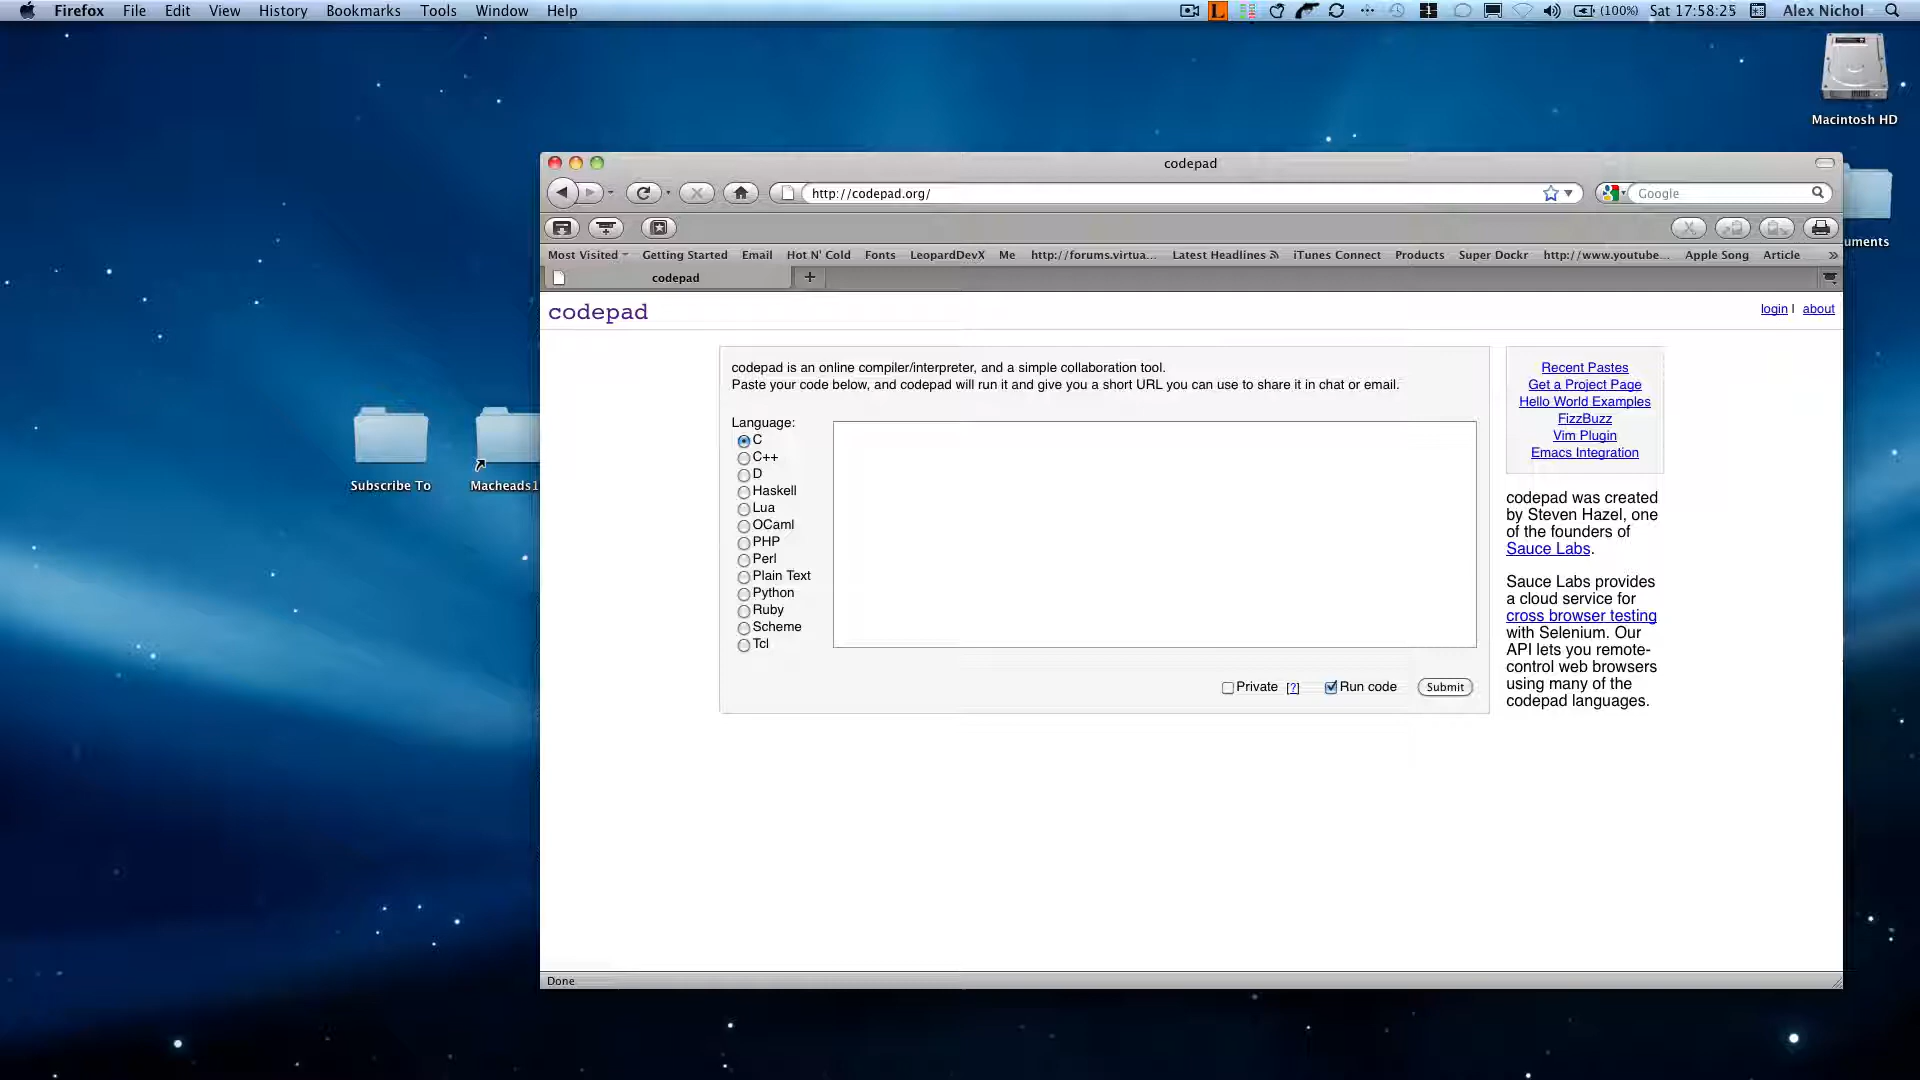 Firefox File Edit View History Bookmarks Tools Window Help
L 1 (100%) Sat 17:58:25 Alex Nichol
Macintosh HD
uments
Subscribe To
Macheads1
codepad
http://codepad.org/
Google
Most Visited Getting Started Email Hot N' Cold Fonts LeopardDevX Me http://forums.virtua... Latest Headlines iTunes Connect Products Super Dockr http://www.youtube... Apple Song Article »
codepad +
codepad
login | about
codepad is an online compiler/interpreter, and a simple collaboration tool.
Paste your code below, and codepad will run it and give you a short URL you can use to share it in chat or email.
Language:
C
C++
D
Haskell
Lua
OCaml
PHP
Perl
Plain Text
Python
Ruby
Scheme
Tcl
Private [?] Run code Submit
Recent Pastes
Get a Project Page
Hello World Examples
FizzBuzz
Vim Plugin
Emacs Integration
codepad was created
by Steven Hazel, one
of the founders of
Sauce Labs.
Sauce Labs provides
a cloud service for
cross browser testing
with Selenium. Our
API lets you remote-
control web browsers
using many of the
codepad languages.
Done